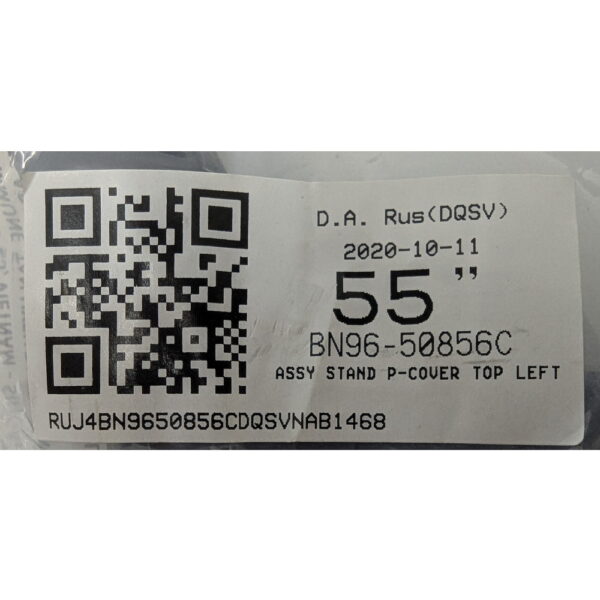 D.A. Rus(DQSV)
2020-10-11
55”
BN96-50856C
ASSY STAND P-COVER TOP LEFT
RUJ4BN9650856CDQSVNAB1468